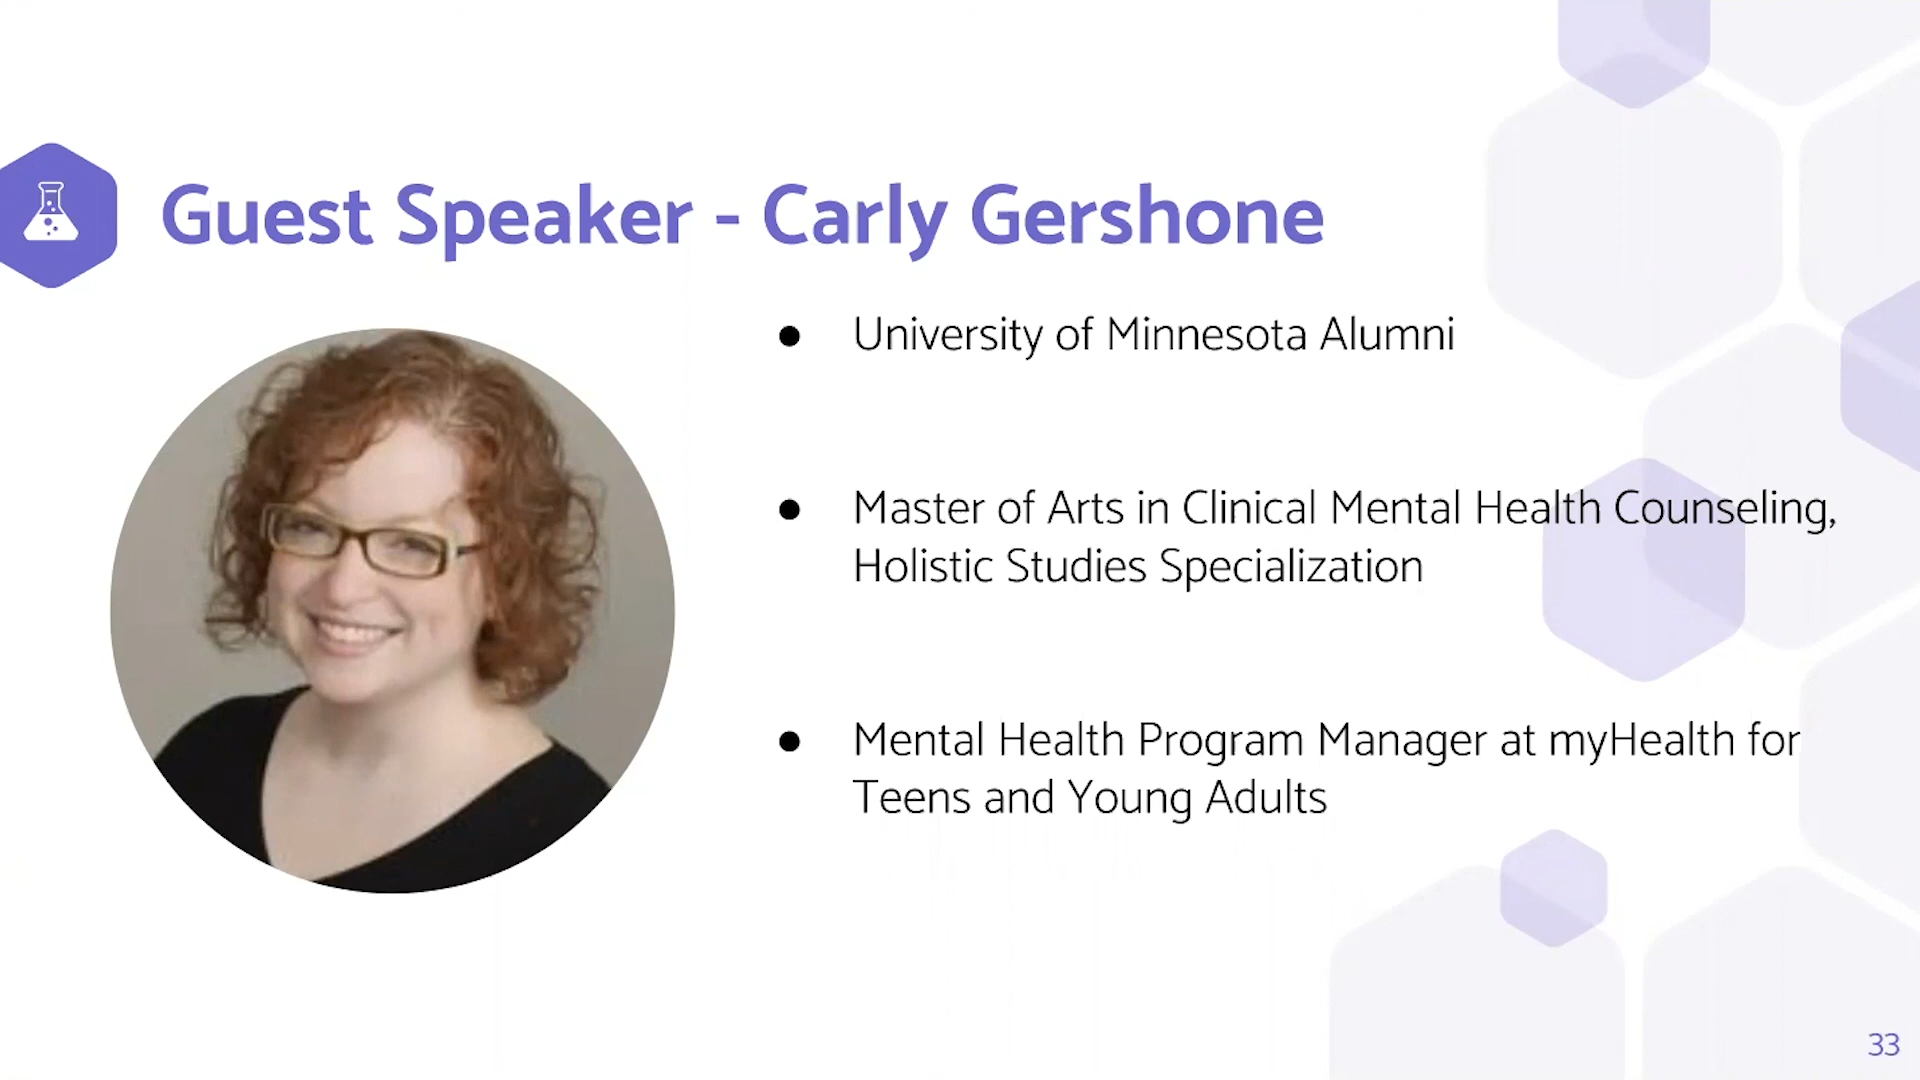 Guest Speaker - Carly Gershone
● University of Minnesota Alumni
● Master of Arts in Clinical Mental Health Counseling,
Holistic Studies Specialization
● Mental Health Program Manager at myHealth for
Teens and Young Adults
33